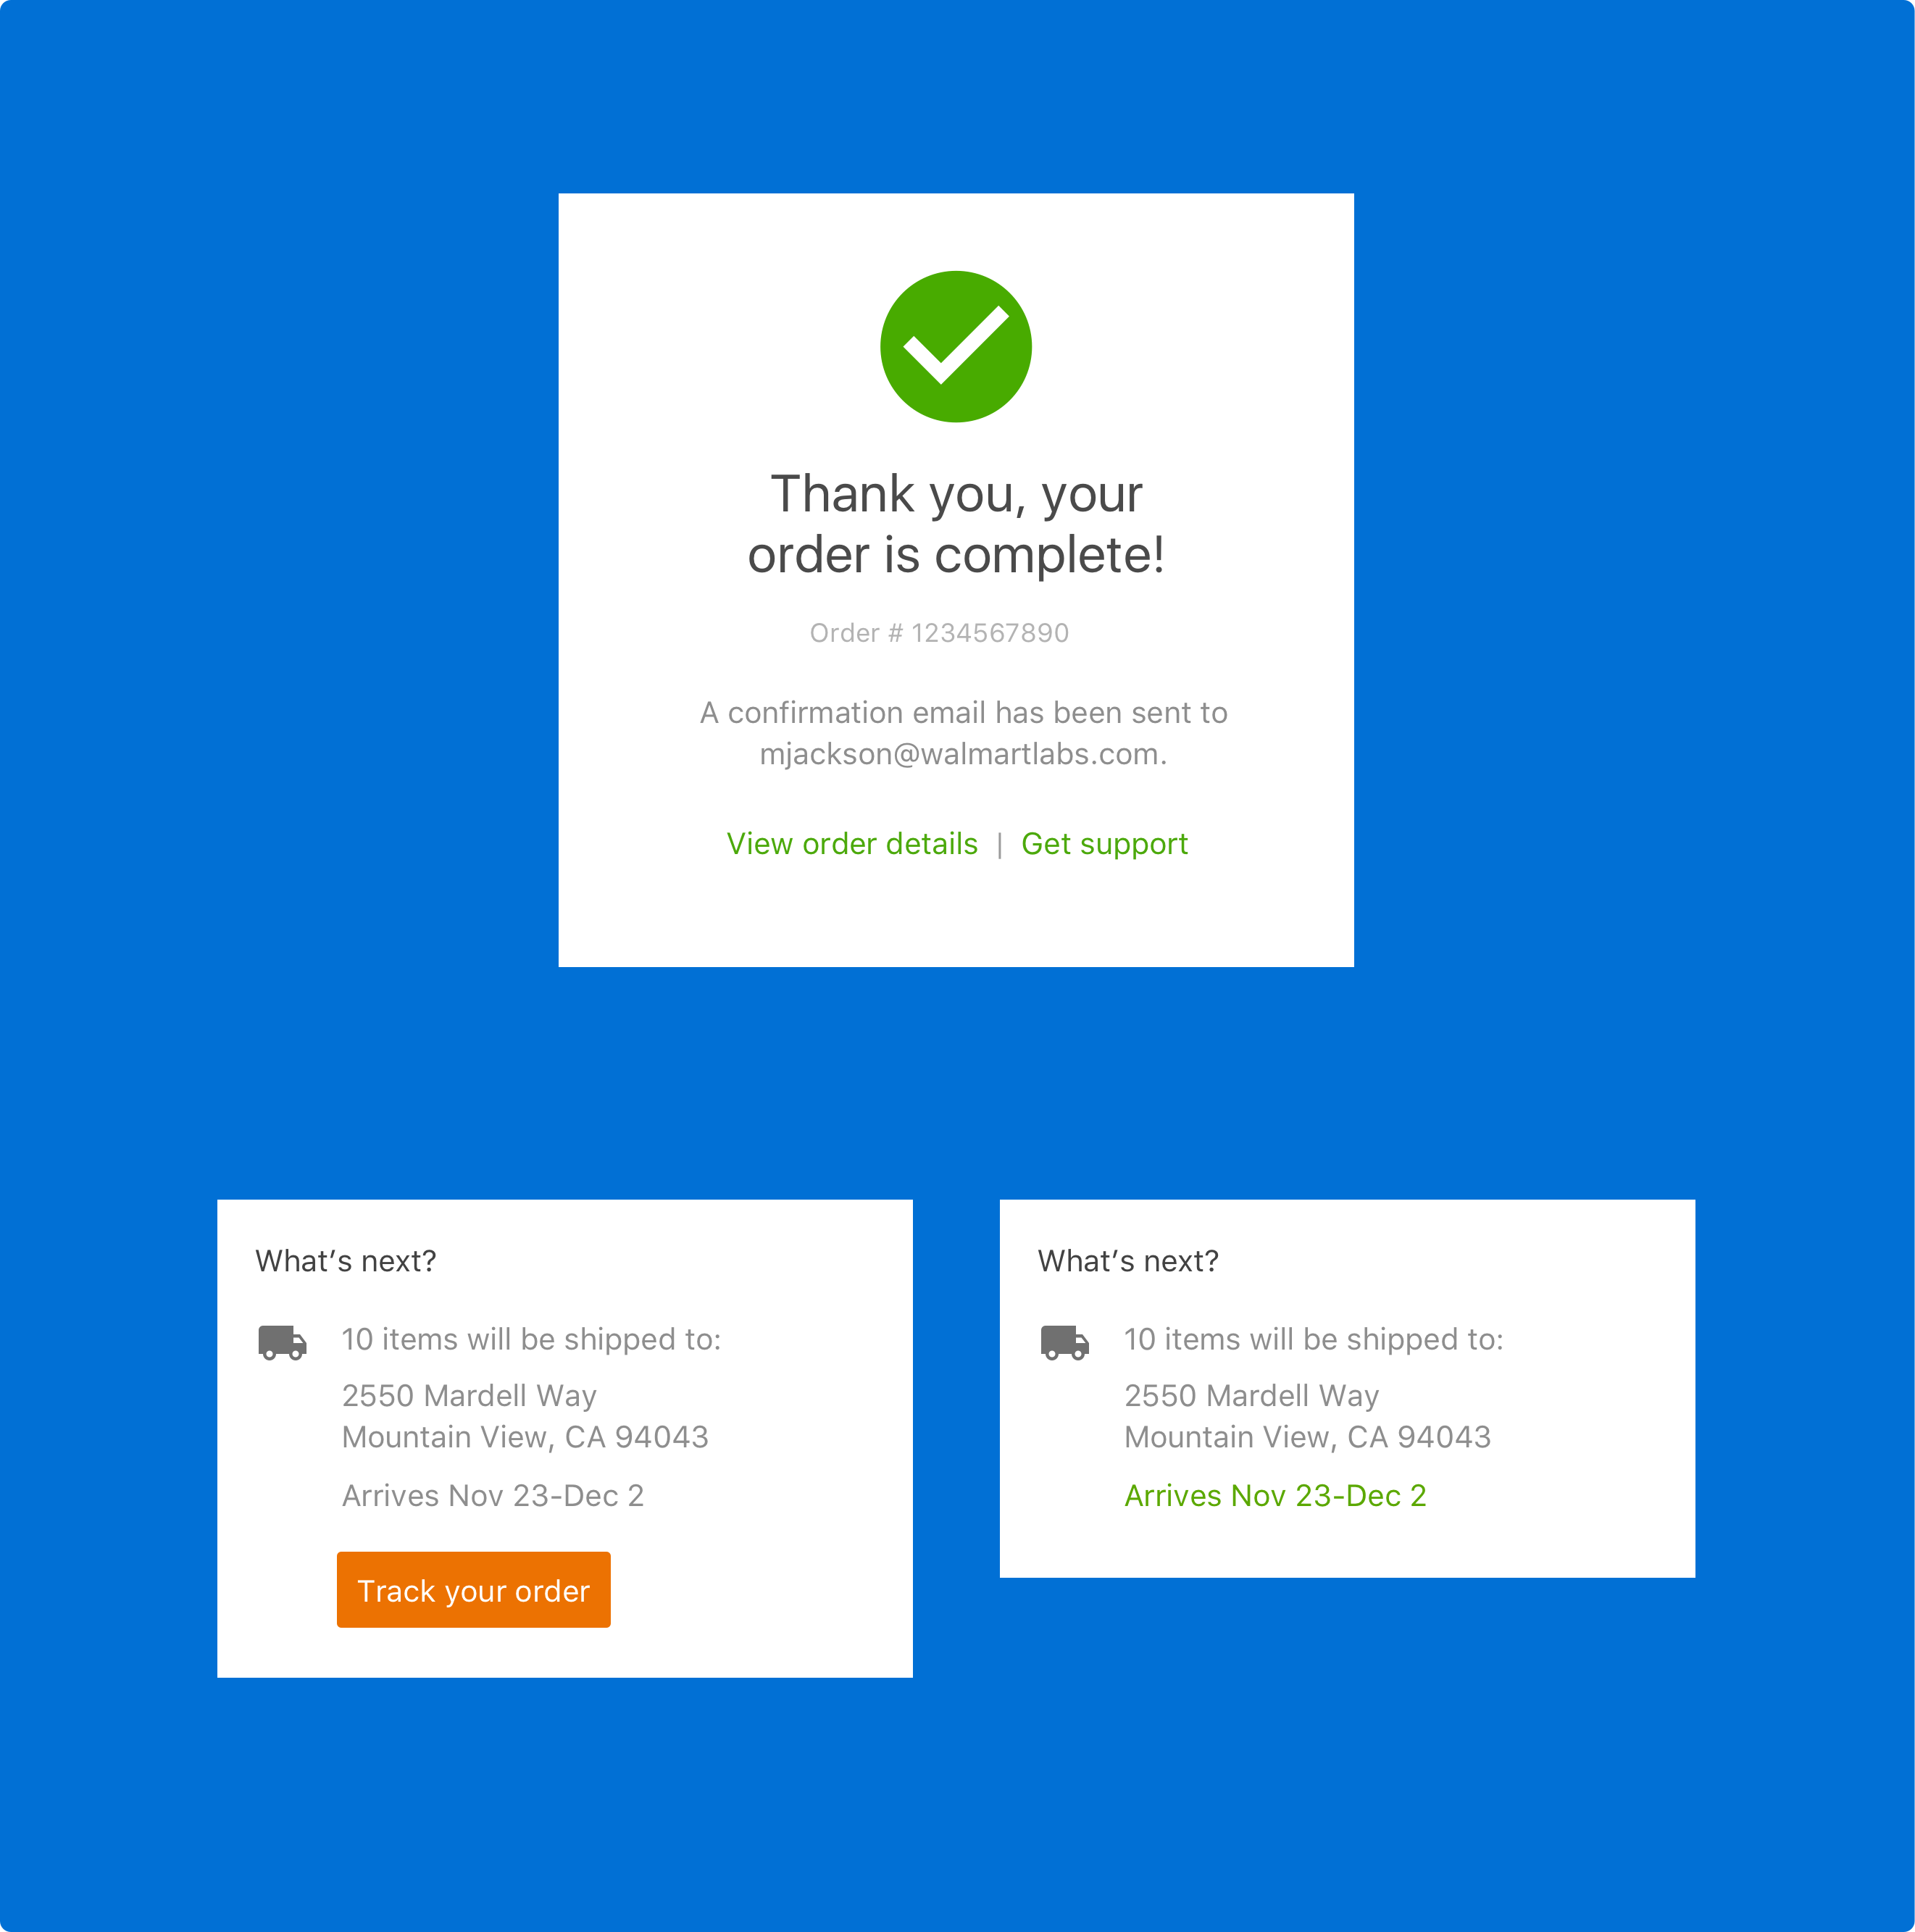 Thank you, your
order is complete!
Order # 1234567890
A confirmation email has been sent to
mjackson@walmartlabs.com.
View order details | Get support
What’s next?
10 items will be shipped to:
2550 Mardell Way
Mountain View, CA 94043
Arrives Nov 23-Dec 2
Track your order
What’s next?
10 items will be shipped to:
2550 Mardell Way
Mountain View, CA 94043
Arrives Nov 23-Dec 2